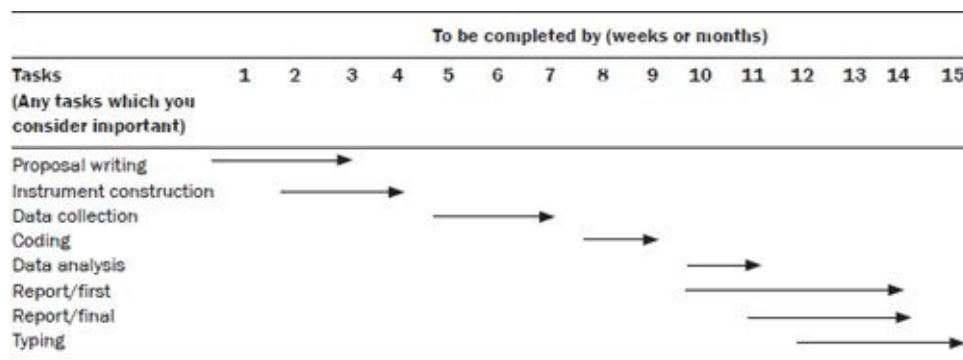 To be completed by (weeks or months)
Tasks 1 2 3 4 5 6 7 8 9 10 11 12 13 14 15
(Any tasks which you
consider important)
Proposal writing
Instrument construction
Data collection
Coding
Data analysis
Report/first
Report/final
Typing